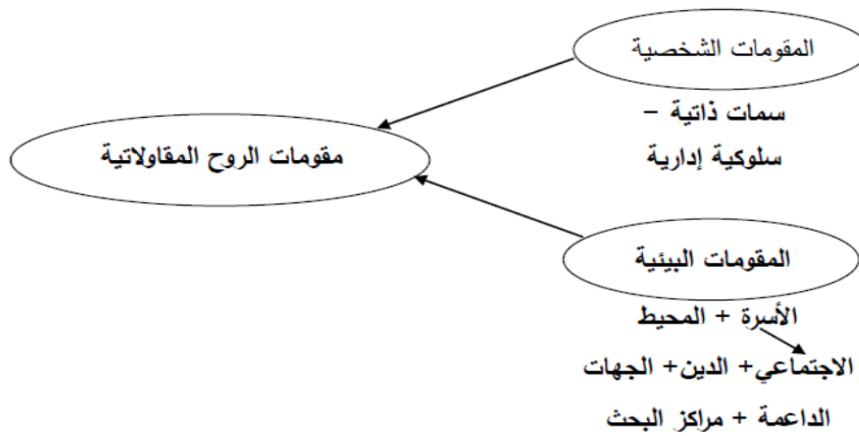 المقومات الشخصية
سمات ذاتية –
سلوكية إدارية
مقومات الروح المقاولاتية
المقومات البيئية
الأسرة + المحيط
الاجتماعي+ الدين+ الجهات
الداعمة + مراكز البحث